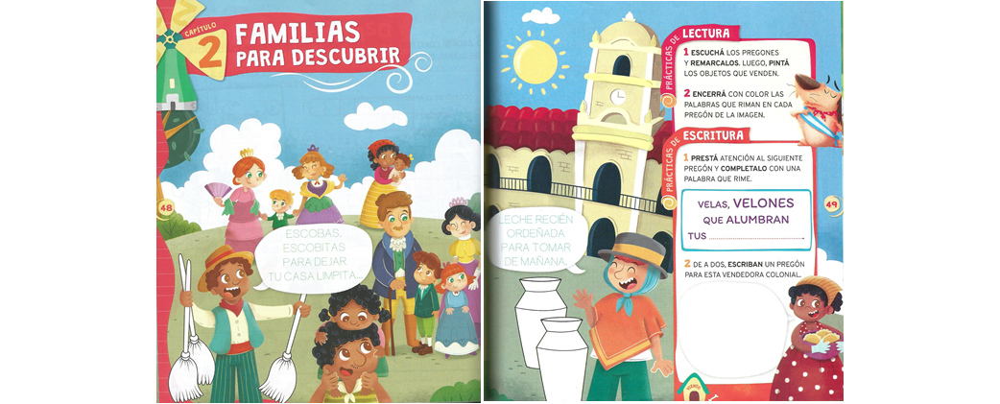 CAPÍTULO
2
FAMILIAS
PARA DESCUBRIR
48
ESCOBAS,
ESCOBITAS
PARA DEJAR
TU CASA LIMPITA...
LECHE RECIÉN
ORDEÑADA
PARA TOMAR
DE MAÑANA.
PRÁCTICAS DE LECTURA
1 ESCUCHÁ LOS PREGONES
Y REMARCALOS. LUEGO, PINTÁ
LOS OBJETOS QUE VENDEN.
2 ENCERRÁ CON COLOR LAS
PALABRAS QUE RIMAN EN CADA
PREGÓN DE LA IMAGEN.
PRÁCTICAS DE ESCRITURA
1 PRESTÁ ATENCIÓN AL SIGUIENTE
PREGÓN Y COMPLETALO CON UNA
PALABRA QUE RIME.
VELAS, VELONES
QUE ALUMBRAN
TUS
49
2 DE A DOS, ESCRIBAN UN PREGÓN
PARA ESTA VENDEDORA COLONIAL.